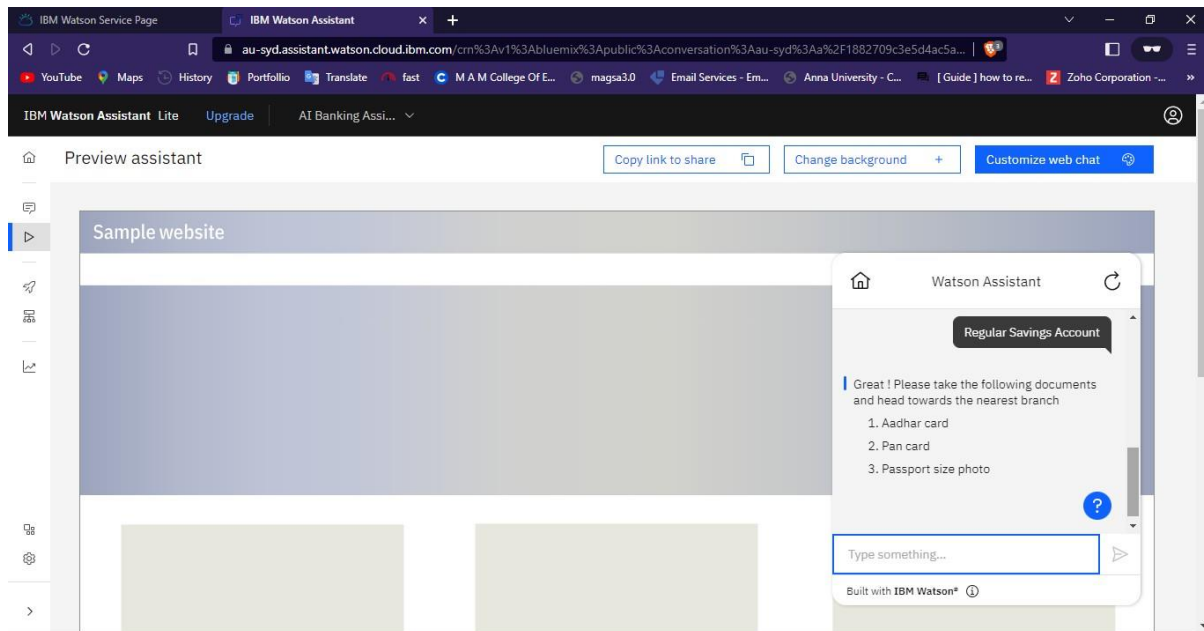 IBM Watson Service Page
IBM Watson Assistant
au-syd.assistant.watson.cloud.ibm.com/crn%3Av1%3Abluemix%3Apublic%3Aconversation%3Aau-syd%3Aa%2F1882709c3e5d4ac5a...
YouTube Maps History Portfollio Translate fast M A M College Of E... magsa3.0 Email Services - Em... Anna University - C... [ Guide ] how to re... Zoho Corporation -... »
IBM Watson Assistant Lite Upgrade AI Banking Assi...
Preview assistant Copy link to share Change background + Customize web chat
Sample website
Watson Assistant
Regular Savings Account
Great ! Please take the following documents
and head towards the nearest branch
1. Aadhar card
2. Pan card
3. Passport size photo
?
Type something...
Built with IBM Watson®